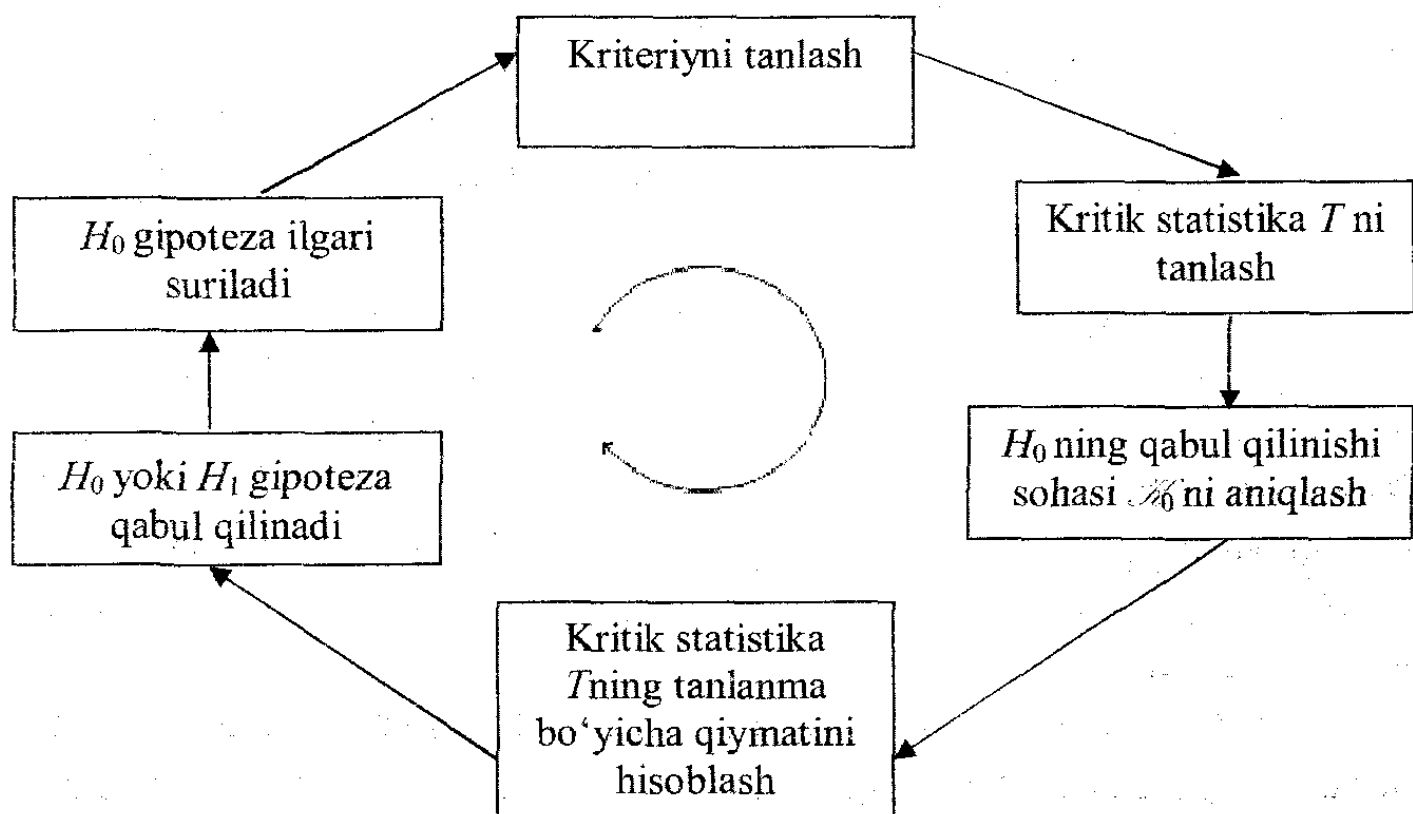 Kriteriyni tanlash
H₀ gipoteza ilgari
suriladi
Kritik statistika T ni
tanlash
H₀ yoki H₁ gipoteza
qabul qilinadi
H₀ ning qabul qilinishi
sohasi ℋ₀ ni aniqlash
Kritik statistika
Tning tanlanma
bo‘yicha qiymatini
hisoblash